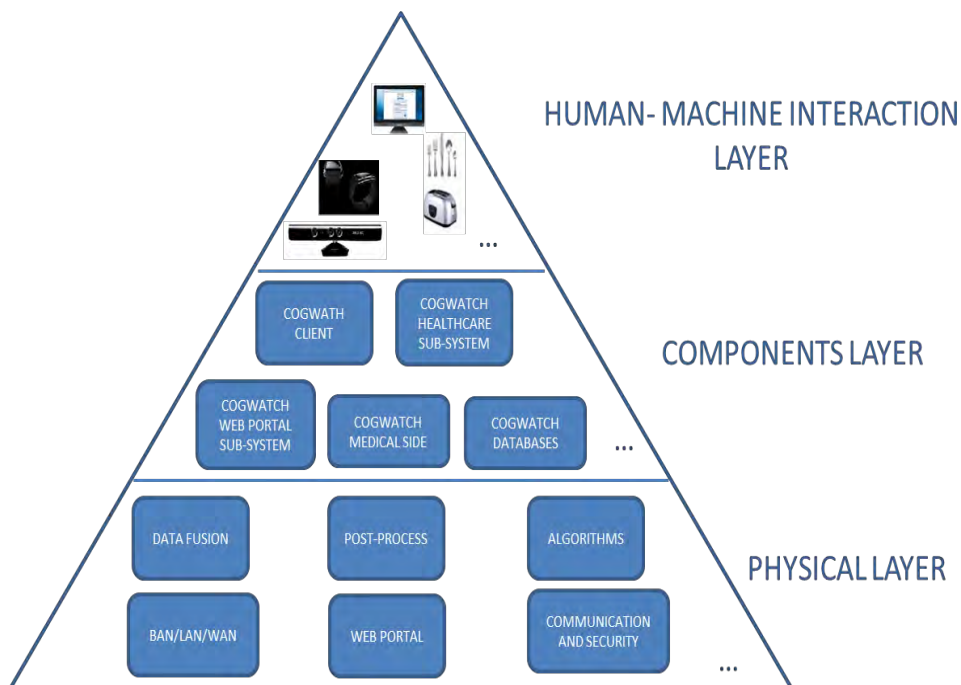 HUMAN- MACHINE INTERACTION
LAYER
...
COGWATH
CLIENT
COGWATCH
HEALTHCARE
SUB-SYSTEM
COMPONENTS LAYER
COGWATCH
WEB PORTAL
SUB-SYSTEM
COGWATCH
MEDICAL SIDE
COGWATCH
DATABASES
...
DATA FUSION
POST-PROCESS
ALGORITHMS
PHYSICAL LAYER
BAN/LAN/WAN
WEB PORTAL
COMMUNICATION
AND SECURITY
...